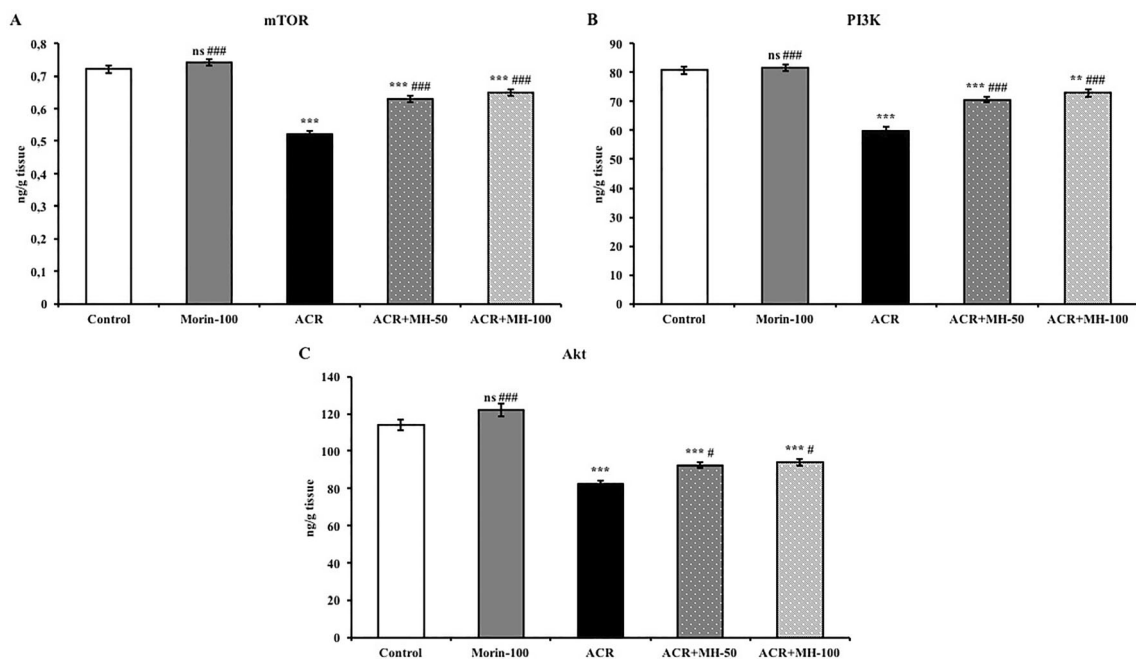 A
mTOR
0,8
0,7
0,6
0,5
0,4
0,3
0,2
0,1
0
ng/g tissue
ns ###
***
*** ###
*** ###
Control Morin-100 ACR ACR+MH-50 ACR+MH-100
B
PI3K
90
80
70
60
50
40
30
20
10
0
ng/g tissue
ns ###
***
*** ###
** ###
Control Morin-100 ACR ACR+MH-50 ACR+MH-100
C
Akt
140
120
100
80
60
40
20
0
ng/g tissue
ns ###
***
*** #
*** #
Control Morin-100 ACR ACR+MH-50 ACR+MH-100